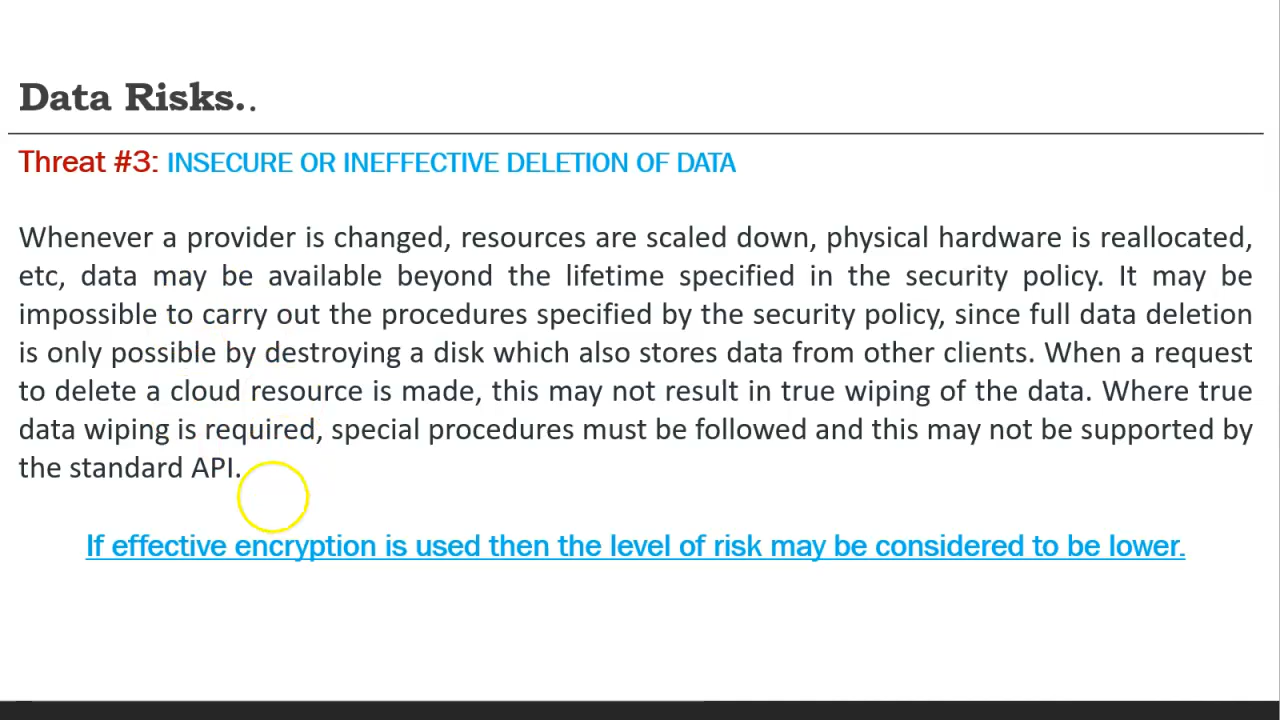 Data Risks..
Threat #3: INSECURE OR INEFFECTIVE DELETION OF DATA
Whenever a provider is changed, resources are scaled down, physical hardware is reallocated,
etc, data may be available beyond the lifetime specified in the security policy. It may be
impossible to carry out the procedures specified by the security policy, since full data deletion
is only possible by destroying a disk which also stores data from other clients. When a request
to delete a cloud resource is made, this may not result in true wiping of the data. Where true
data wiping is required, special procedures must be followed and this may not be supported by
the standard API.
If effective encryption is used then the level of risk may be considered to be lower.